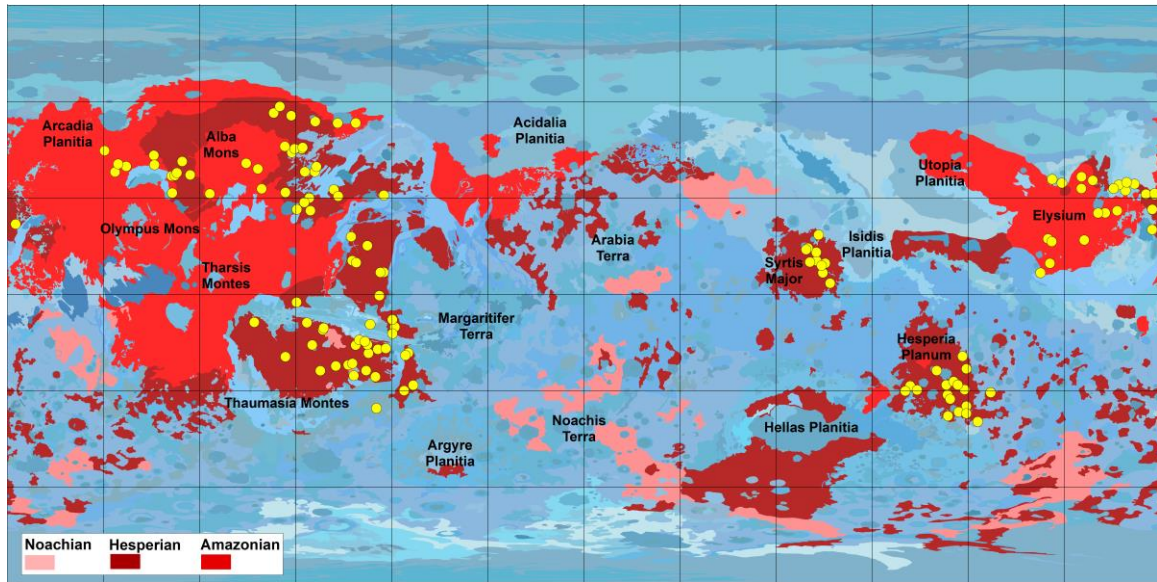 Arcadia
Planitia
Alba
Mons
Acidalia
Planitia
Utopia
Planitia
Olympus Mons
Elysium
Tharsis
Montes
Arabia
Terra
Isidis
Planitia
Syrtis
Major
Margaritifer
Terra
Hesperia
Planum
Thaumasia Montes
Noachis
Terra
Hellas Planitia
Argyre
Planitia
Noachian Hesperian Amazonian